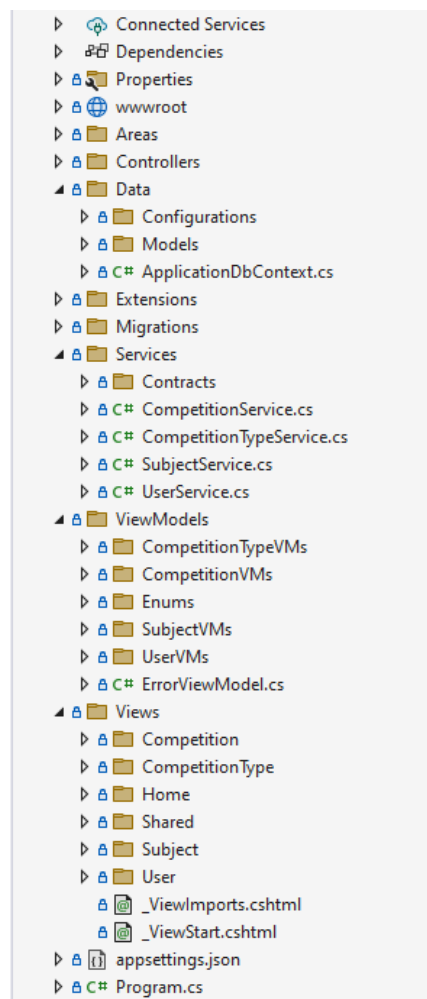 Connected Services
Dependencies
Properties
wwwroot
Areas
Controllers
Data
Configurations
Models
C# ApplicationDbContext.cs
Extensions
Migrations
Services
Contracts
C# CompetitionService.cs
C# CompetitionTypeService.cs
C# SubjectService.cs
C# UserService.cs
ViewModels
CompetitionTypeVMs
CompetitionVMs
Enums
SubjectVMs
UserVMs
C# ErrorViewModel.cs
Views
Competition
CompetitionType
Home
Shared
Subject
User
@ _ViewImports.cshtml
@ _ViewStart.cshtml
appsettings.json
C# Program.cs